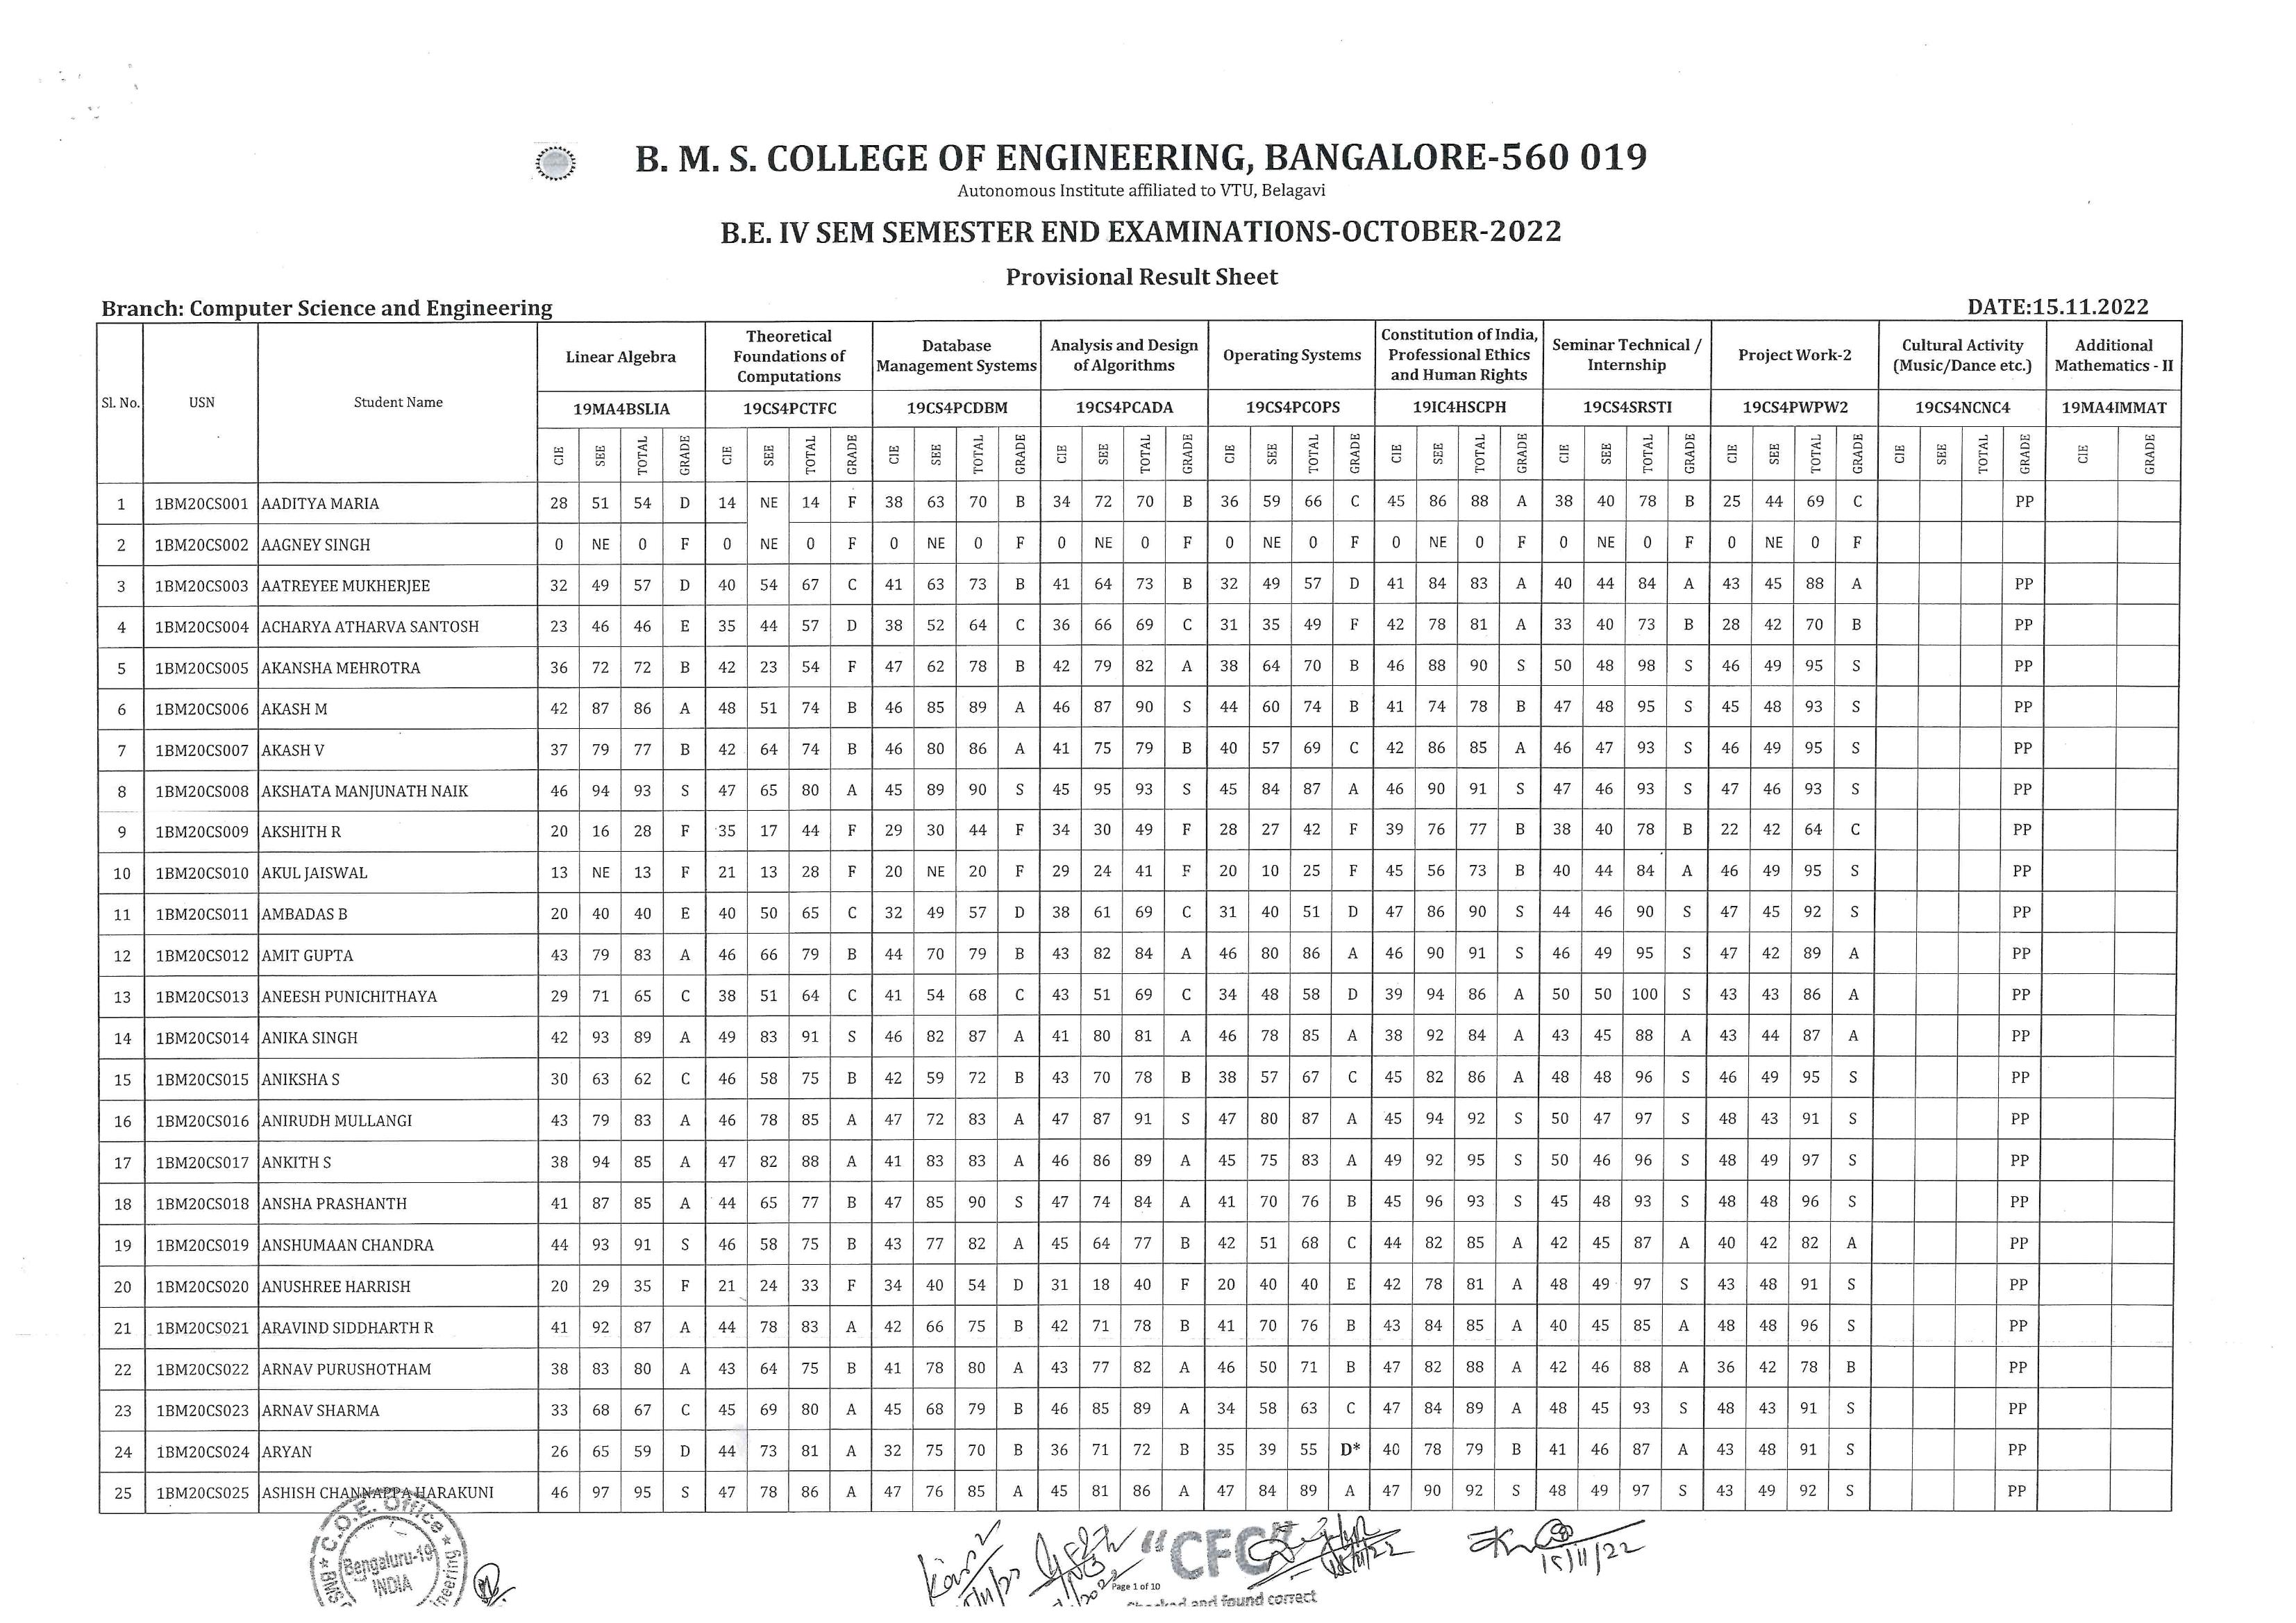 B. M. S. COLLEGE OF ENGINEERING, BANGALORE-560 019
Autonomous Institute affiliated to VTU, Belagavi
B.E. IV SEM SEMESTER END EXAMINATIONS-OCTOBER-2022
Provisional Result Sheet
Branch: Computer Science and Engineering DATE:15.11.2022
Sl. No. USN Student Name Linear Algebra Theoretical Foundations of Computations Database Management Systems Analysis and Design of Algorithms Operating Systems Constitution of India, Professional Ethics and Human Rights Seminar Technical / Internship Project Work-2 Cultural Activity (Music/Dance etc.) Additional Mathematics - II
19MA4BSLIA 19CS4PCTFC 19CS4PCDBM 19CS4PCADA 19CS4PCOPS 19IC4HSCPH 19CS4SRSTI 19CS4PWPW2 19CS4NCNC4 19MA4IMMAT
CIE SEE TOTAL GRADE CIE SEE TOTAL GRADE CIE SEE TOTAL GRADE CIE SEE TOTAL GRADE CIE SEE TOTAL GRADE CIE SEE TOTAL GRADE CIE SEE TOTAL GRADE CIE SEE TOTAL GRADE CIE SEE TOTAL GRADE CIE GRADE
1 1BM20CS001 AADITYA MARIA 28 51 54 D 14 NE 14 F 38 63 70 B 34 72 70 B 36 59 66 C 45 86 88 A 38 40 78 B 25 44 69 C PP
2 1BM20CS002 AAGNEY SINGH 0 NE 0 F 0 NE 0 F 0 NE 0 F 0 NE 0 F 0 NE 0 F 0 NE 0 F 0 NE 0 F 0 NE 0 F
3 1BM20CS003 AATREYEE MUKHERJEE 32 49 57 D 40 54 67 C 41 63 73 B 41 64 73 B 32 49 57 D 41 84 83 A 40 44 84 A 43 45 88 A PP
4 1BM20CS004 ACHARYA ATHARVA SANTOSH 23 46 46 E 35 44 57 D 38 52 64 C 36 66 69 C 31 35 49 F 42 78 81 A 33 40 73 B 28 42 70 B PP
5 1BM20CS005 AKANSHA MEHROTRA 36 72 72 B 42 23 54 F 47 62 78 B 42 79 82 A 38 64 70 B 46 88 90 S 50 48 98 S 46 49 95 S PP
6 1BM20CS006 AKASH M 42 87 86 A 48 51 74 B 46 85 89 A 46 87 90 S 44 60 74 B 41 74 78 B 47 48 95 S 45 48 93 S PP
7 1BM20CS007 AKASH V 37 79 77 B 42 64 74 B 46 80 86 A 41 75 79 B 40 57 69 C 42 86 85 A 46 47 93 S 46 49 95 S PP
8 1BM20CS008 AKSHATA MANJUNATH NAIK 46 94 93 S 47 65 80 A 45 89 90 S 45 95 93 S 45 84 87 A 46 90 91 S 47 46 93 S 47 46 93 S PP
9 1BM20CS009 AKSHITH R 20 16 28 F 35 17 44 F 29 30 44 F 34 30 49 F 28 27 42 F 39 76 77 B 38 40 78 B 22 42 64 C PP
10 1BM20CS010 AKUL JAISWAL 13 NE 13 F 21 13 28 F 20 NE 20 F 29 24 41 F 20 10 25 F 45 56 73 B 40 44 84 A 46 49 95 S PP
11 1BM20CS011 AMBADAS B 20 40 40 E 40 50 65 C 32 49 57 D 38 61 69 C 31 40 51 D 47 86 90 S 44 46 90 S 47 45 92 S PP
12 1BM20CS012 AMIT GUPTA 43 79 83 A 46 66 79 B 44 70 79 B 43 82 84 A 46 80 86 A 46 90 91 S 46 49 95 S 47 42 89 A PP
13 1BM20CS013 ANEESH PUNICHITHAYA 29 71 65 C 38 51 64 C 41 54 68 C 43 51 69 C 34 48 58 D 39 94 86 A 50 50 100 S 43 43 86 A PP
14 1BM20CS014 ANIKA SINGH 42 93 89 A 49 83 91 S 46 82 87 A 41 80 81 A 46 78 85 A 38 92 84 A 43 45 88 A 43 44 87 A PP
15 1BM20CS015 ANIKSHA S 30 63 62 C 46 58 75 B 42 59 72 B 43 70 78 B 38 57 67 C 45 82 86 A 48 48 96 S 46 49 95 S PP
16 1BM20CS016 ANIRUDH MULLANGI 43 79 83 A 46 78 85 A 47 72 83 A 47 87 91 S 47 80 87 A 45 94 92 S 50 47 97 S 48 43 91 S PP
17 1BM20CS017 ANKITH S 38 94 85 A 47 82 88 A 41 83 83 A 46 86 89 A 45 75 83 A 49 92 95 S 50 46 96 S 48 49 97 S PP
18 1BM20CS018 ANSHA PRASHANTH 41 87 85 A 44 65 77 B 47 85 90 S 47 74 84 A 41 70 76 B 45 96 93 S 45 48 93 S 48 48 96 S PP
19 1BM20CS019 ANSHUMAAN CHANDRA 44 93 91 S 46 58 75 B 43 77 82 A 45 64 77 B 42 51 68 C 44 82 85 A 42 45 87 A 40 42 82 A PP
20 1BM20CS020 ANUSHREE HARRISH 20 29 35 F 21 24 33 F 34 40 54 D 31 18 40 F 20 40 40 E 42 78 81 A 48 49 97 S 43 48 91 S PP
21 1BM20CS021 ARAVIND SIDDHARTH R 41 92 87 A 44 78 83 A 42 66 75 B 42 71 78 B 41 70 76 B 43 84 85 A 40 45 85 A 48 48 96 S PP
22 1BM20CS022 ARNAV PURUSHOTHAM 38 83 80 A 43 64 75 B 41 78 80 A 43 77 82 A 46 50 71 B 47 82 88 A 42 46 88 A 36 42 78 B PP
23 1BM20CS023 ARNAV SHARMA 33 68 67 C 45 69 80 A 45 68 79 B 46 85 89 A 34 58 63 C 47 84 89 A 48 45 93 S 48 43 91 S PP
24 1BM20CS024 ARYAN 26 65 59 D 44 73 81 A 32 75 70 B 36 71 72 B 35 39 55 D* 40 78 79 B 41 46 87 A 43 48 91 S PP
25 1BM20CS025 ASHISH CHANNAPPA HARAKUNI 46 97 95 S 47 78 86 A 47 76 85 A 45 81 86 A 47 84 89 A 47 90 92 S 48 49 97 S 43 49 92 S PP
C.O.E. Office
Bengaluru-19
INDIA
"CFC"
15/11/22
Page 1 of 10
and found correct